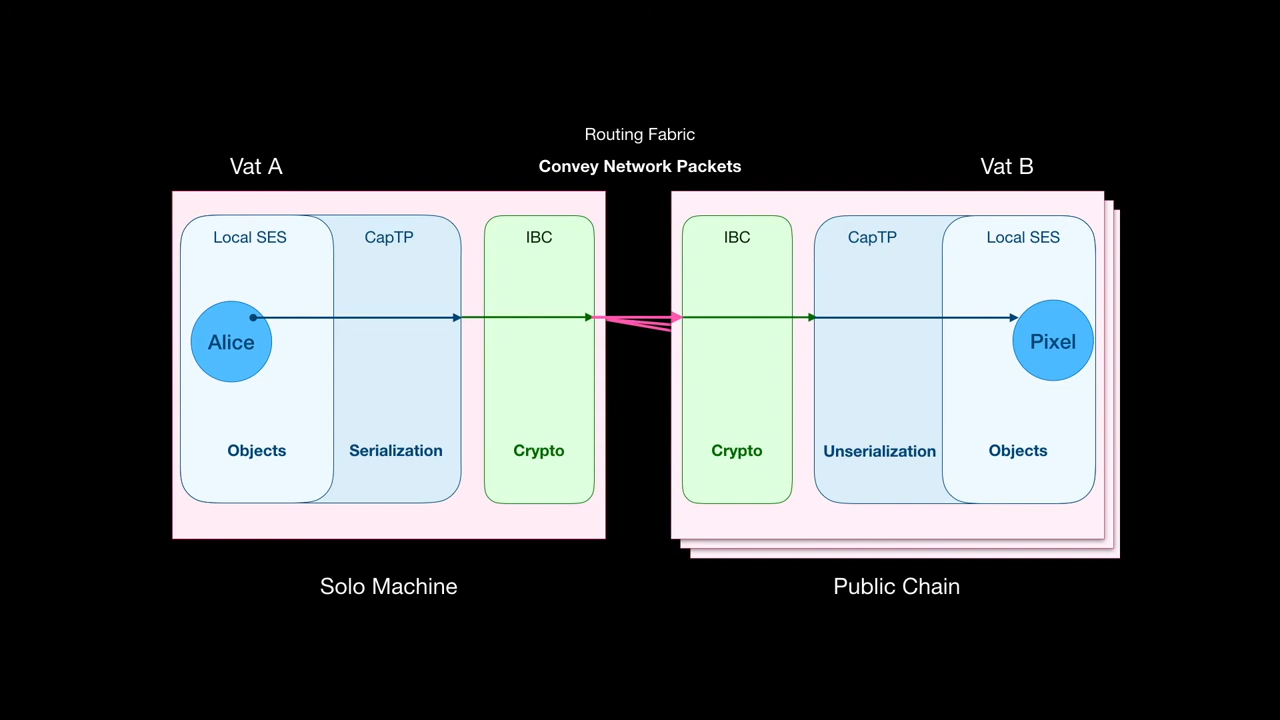 Routing Fabric
Convey Network Packets
Vat A
Vat B
Local SES
CapTP
IBC
IBC
CapTP
Local SES
Alice
Pixel
Objects
Serialization
Crypto
Crypto
Unserialization
Objects
Solo Machine
Public Chain